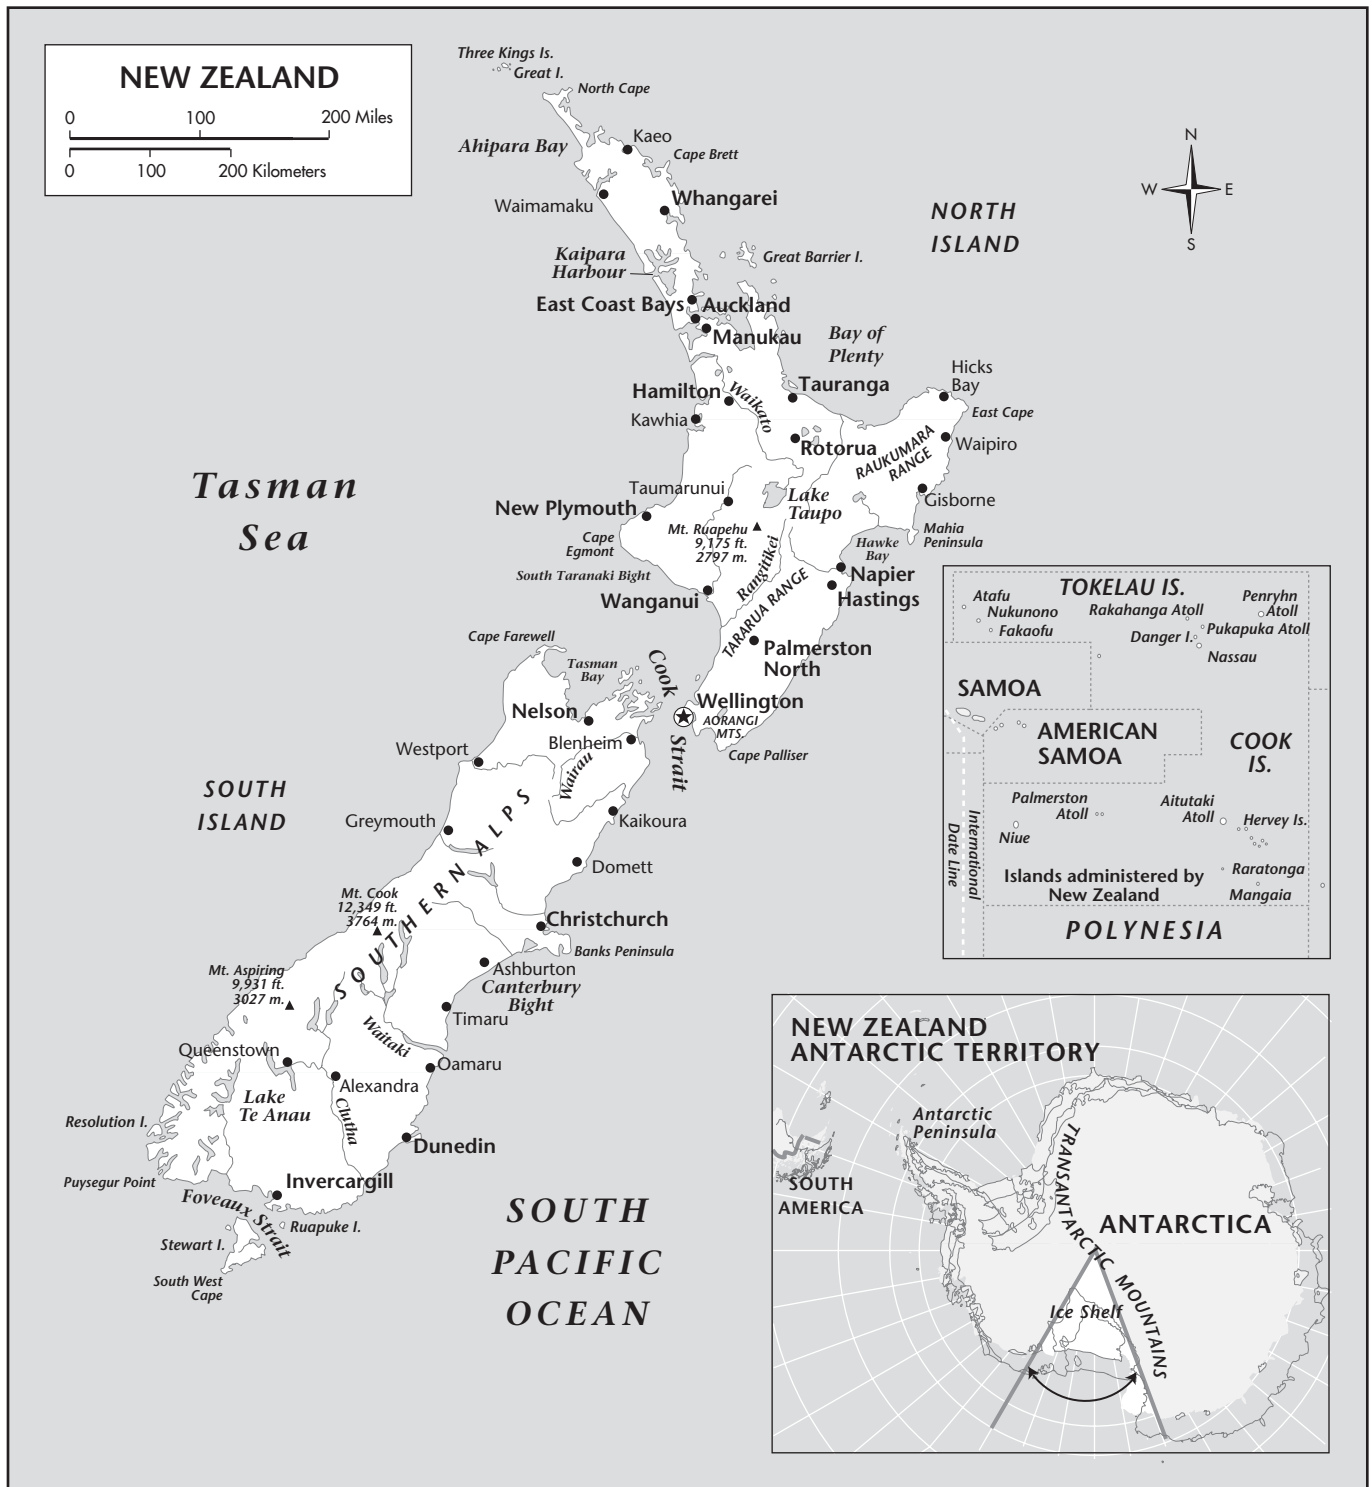 NEW ZEALAND
0 100 200 Miles
0 100 200 Kilometers
Three Kings Is.
Great I.
North Cape
Ahipara Bay
Kaeo
Cape Brett
Waimamaku
Whangarei
NORTH
ISLAND
N
W E
S
Kaipara
Harbour
Great Barrier I.
East Coast Bays
Auckland
Manukau
Bay of
Plenty
Hicks
Bay
Hamilton
Waikato
Tauranga
East Cape
Kawhia
Rotorua
RAUKUMARA
RANGE
Waipiro
Tasman
Sea
Taumarunui
Lake
Taupo
Gisborne
New Plymouth
Mt. Ruapehu
9,175 ft.
2797 m.
Cape
Egmont
Mahia
Peninsula
Hawke
Bay
South Taranaki Bight
Rangitikei
Napier
Wanganui
TARARUA RANGE
Hastings
Cape Farewell
Tasman
Bay
Cook
Strait
Palmerston
North
Nelson
Wellington
AORANGI
MTS.
Blenheim
Cape Palliser
Westport
Wairau
SOUTH
ISLAND
Greymouth
Kaikoura
SOUTHERN ALPS
Domett
Mt. Cook
12,349 ft.
3764 m.
Christchurch
Banks Peninsula
Mt. Aspiring
9,931 ft.
3027 m.
Ashburton
Canterbury
Bight
Timaru
Waitaki
Queenstown
Oamaru
Alexandra
Lake
Te Anau
Clutha
Resolution I.
Dunedin
Puysegur Point
Invercargill
Foveaux Strait
Ruapuke I.
Stewart I.
South West
Cape
SOUTH
PACIFIC
OCEAN
TOKELAU IS.
Atafu
Nukunono
Fakaofu
Rakahanga Atoll
Penryhn
Atoll
Danger I.
Pukapuka Atoll
Nassau
SAMOA
AMERICAN
SAMOA
COOK
IS.
Palmerston
Atoll
Aitutaki
Atoll
Niue
Hervey Is.
International
Date Line
Raratonga
Islands administered by
New Zealand
Mangaia
POLYNESIA
NEW ZEALAND
ANTARCTIC TERRITORY
Antarctic
Peninsula
TRANSANTARCTIC MOUNTAINS
SOUTH
AMERICA
ANTARCTICA
Ice Shelf